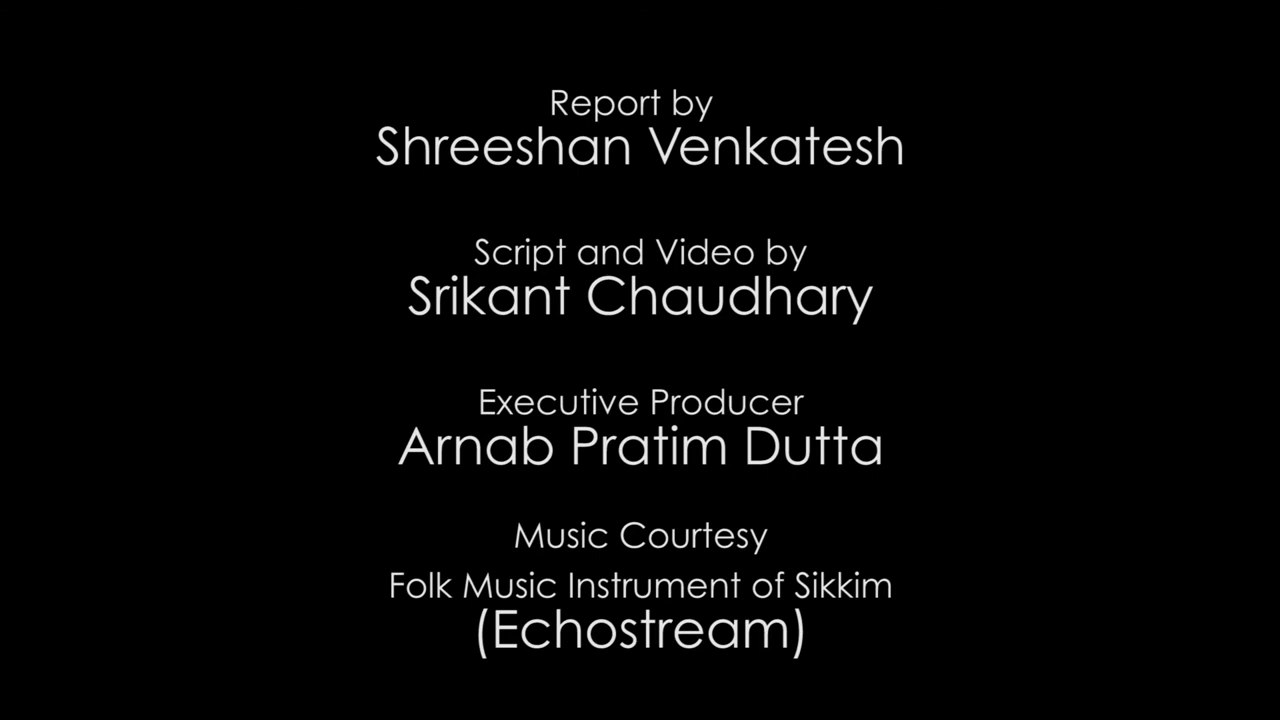 Report by
Shreeshan Venkatesh
Script and Video by
Srikant Chaudhary
Executive Producer
Arnab Pratim Dutta
Music Courtesy
Folk Music Instrument of Sikkim
(Echostream)